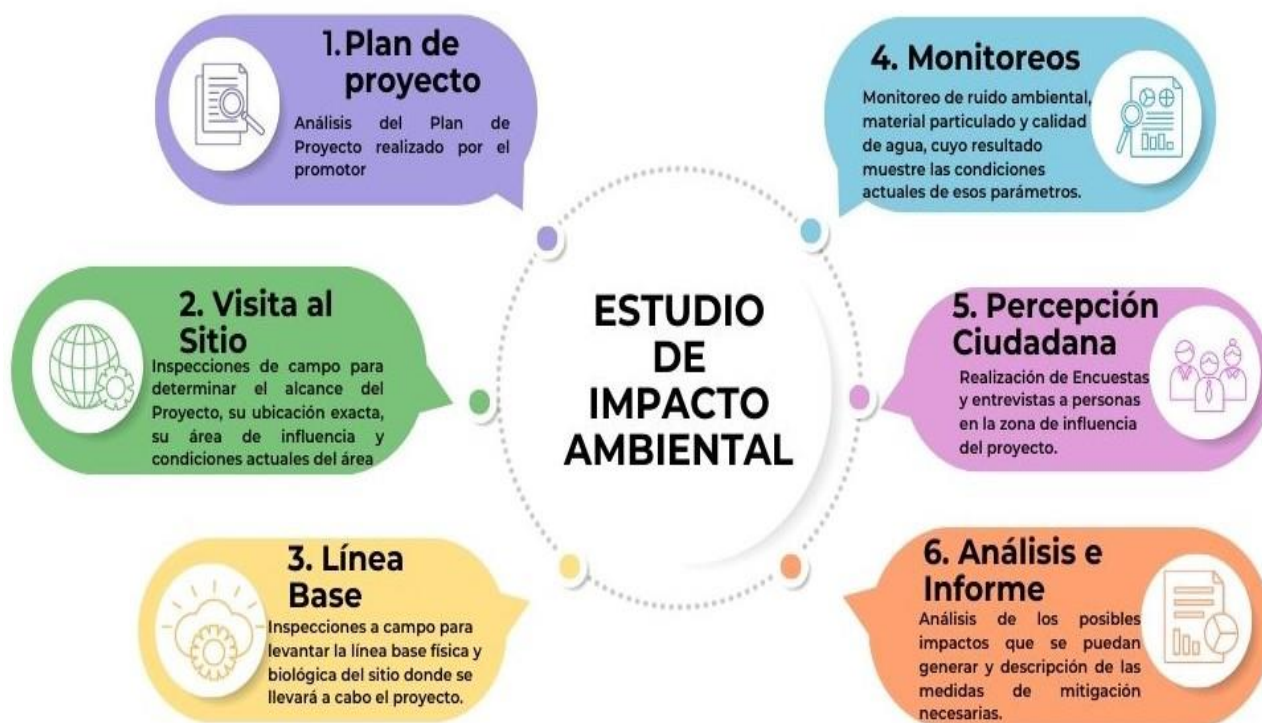 1. Plan de
proyecto
Análisis del Plan de
Proyecto realizado por el
promotor
2. Visita al
Sitio
Inspecciones de campo para
determinar el alcance del
Proyecto, su ubicación exacta,
su área de influencia y
condiciones actuales del área
3. Línea
Base
Inspecciones a campo para
levantar la línea base física y
biológica del sitio donde se
llevará a cabo el proyecto.
ESTUDIO
DE
IMPACTO
AMBIENTAL
4. Monitoreos
Monitoreo de ruido ambiental,
material particulado y calidad
de agua, cuyo resultado
muestre las condiciones
actuales de esos parámetros.
5. Percepción
Ciudadana
Realización de Encuestas
y entrevistas a personas
en la zona de influencia
del proyecto.
6. Análisis e
Informe
Análisis de los posibles
impactos que se puedan
generar y descripción de las
medidas de mitigación
necesarias.